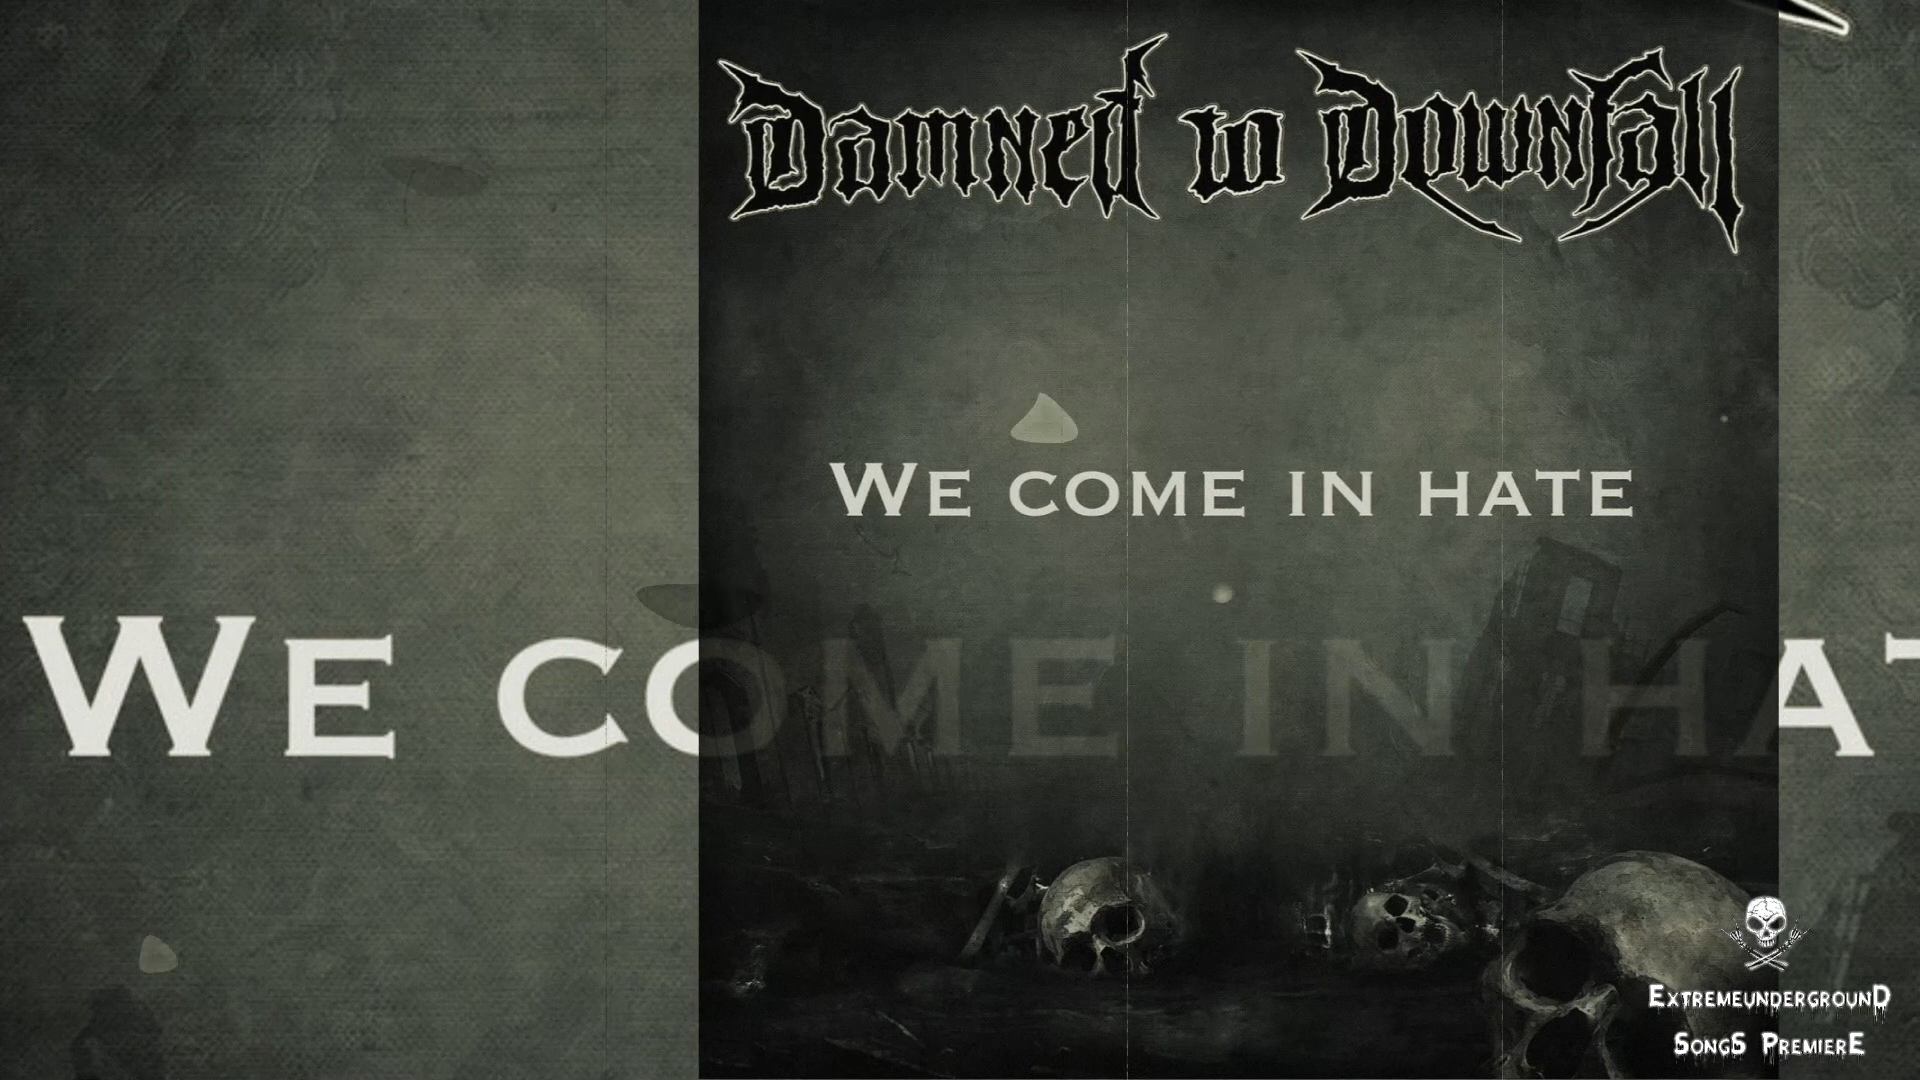 Damned to Downfall
We come in hate
We come in hat
ExtremeundergrounD
SongS PremierE